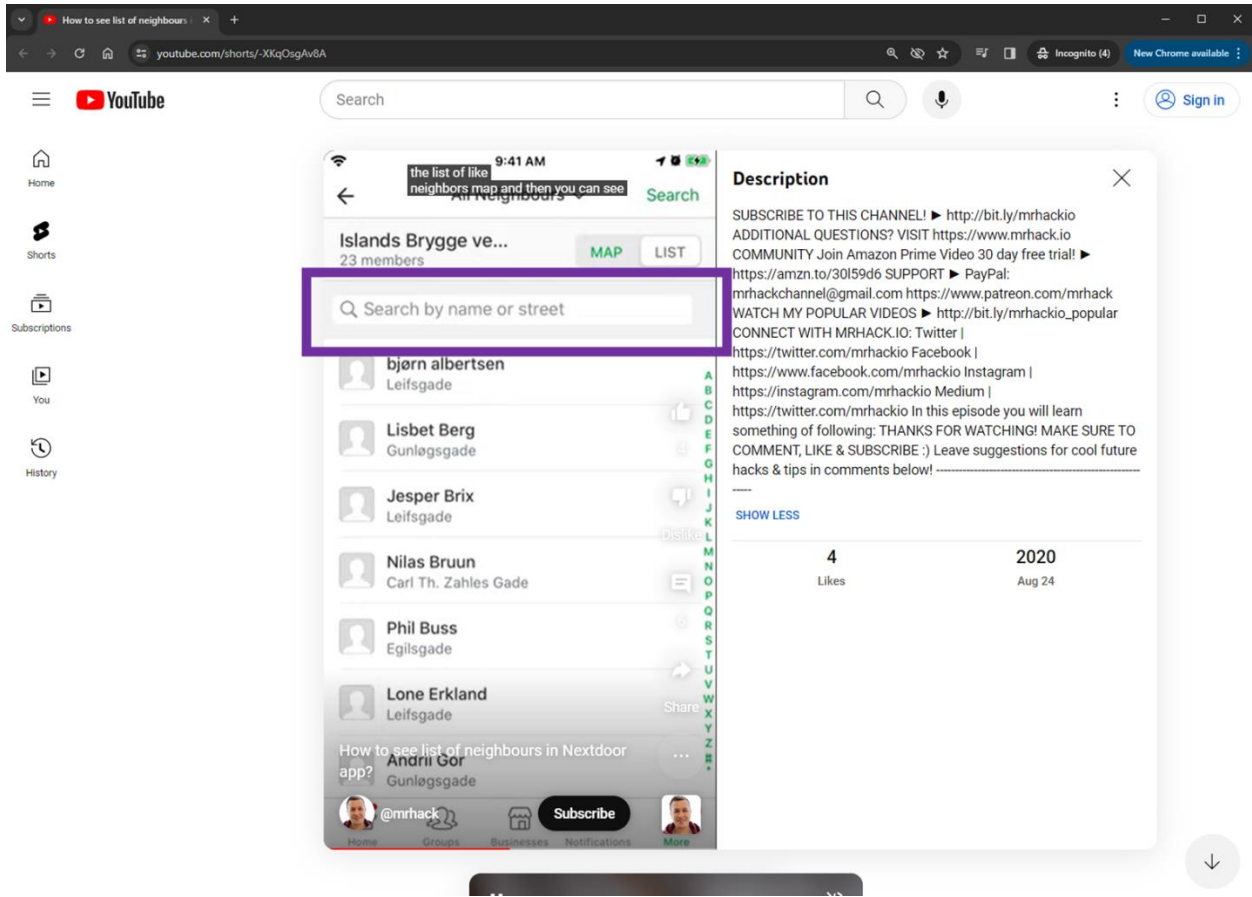 How to see list of neighbours i
youtube.com/shorts/-XKqOsgAv8A
Incognito (4)
New Chrome available
YouTube
Search
Sign in
Home
Shorts
Subscriptions
You
History
9:41 AM
the list of like
neighbors map and then you can see
All Neighbours
Search
Islands Brygge ve...
23 members
MAP
LIST
Search by name or street
bjørn albertsen
Leifsgade
Lisbet Berg
Gunløgsgade
Jesper Brix
Leifsgade
Nilas Bruun
Carl Th. Zahles Gade
Phil Buss
Egilsgade
Lone Erkland
Leifsgade
Andrii Gor
Gunløgsgade
A
B
C
D
E
F
G
H
I
J
K
L
M
N
O
P
Q
R
S
T
U
V
W
X
Y
Z
#
4
Dislike
Share
How to see list of neighbours in Nextdoor
app?
@mrhack
Subscribe
Home
Groups
Businesses
Notifications
More
Description
SUBSCRIBE TO THIS CHANNEL! ► http://bit.ly/mrhackio
ADDITIONAL QUESTIONS? VISIT https://www.mrhack.io
COMMUNITY Join Amazon Prime Video 30 day free trial! ►
https://amzn.to/30l59d6 SUPPORT ► PayPal:
mrhackchannel@gmail.com https://www.patreon.com/mrhack
WATCH MY POPULAR VIDEOS ► http://bit.ly/mrhackio_popular
CONNECT WITH MRHACK.IO: Twitter |
https://twitter.com/mrhackio Facebook |
https://www.facebook.com/mrhackio Instagram |
https://instagram.com/mrhackio Medium |
https://twitter.com/mrhackio In this episode you will learn
something of following: THANKS FOR WATCHING! MAKE SURE TO
COMMENT, LIKE & SUBSCRIBE :) Leave suggestions for cool future
hacks & tips in comments below! ------------------------------------------------------
-----
SHOW LESS
4
Likes
2020
Aug 24